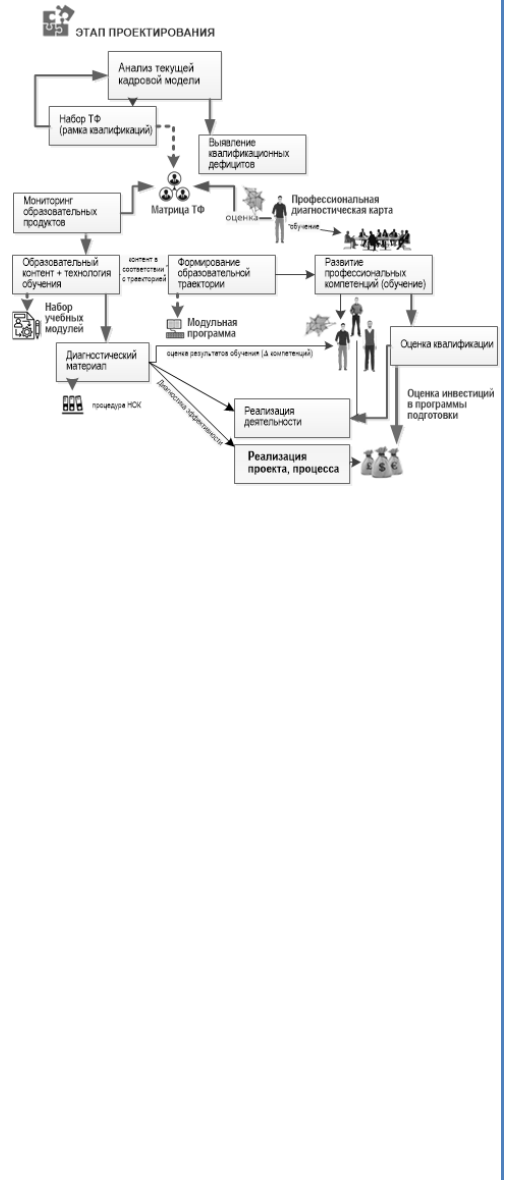 ЭТАП ПРОЕКТИРОВАНИЯ
Анализ текущей
кадровой модели
Набор ТФ
(рамка квалификаций)
Выявление
квалификационных
дефицитов
Матрица ТФ
оценка
Профессиональная
диагностическая карта
*обучение
Мониторинг
образовательных
продуктов
Образовательный
контент + технология
обучения
контент в
соответствии
с траекторией
Формирование
образовательной
траектории
Развитие
профессиональных
компетенций (обучение)
Набор
учебных
модулей
Модульная
программа
Оценка квалификации
Диагностический
материал
оценка результатов обучения (Δ компетенций)
процедура НСК
Диагностика эффективности
Реализация
деятельности
Оценка инвестиций
в программы
подготовки
Реализация
проекта, процесса
£ $ €